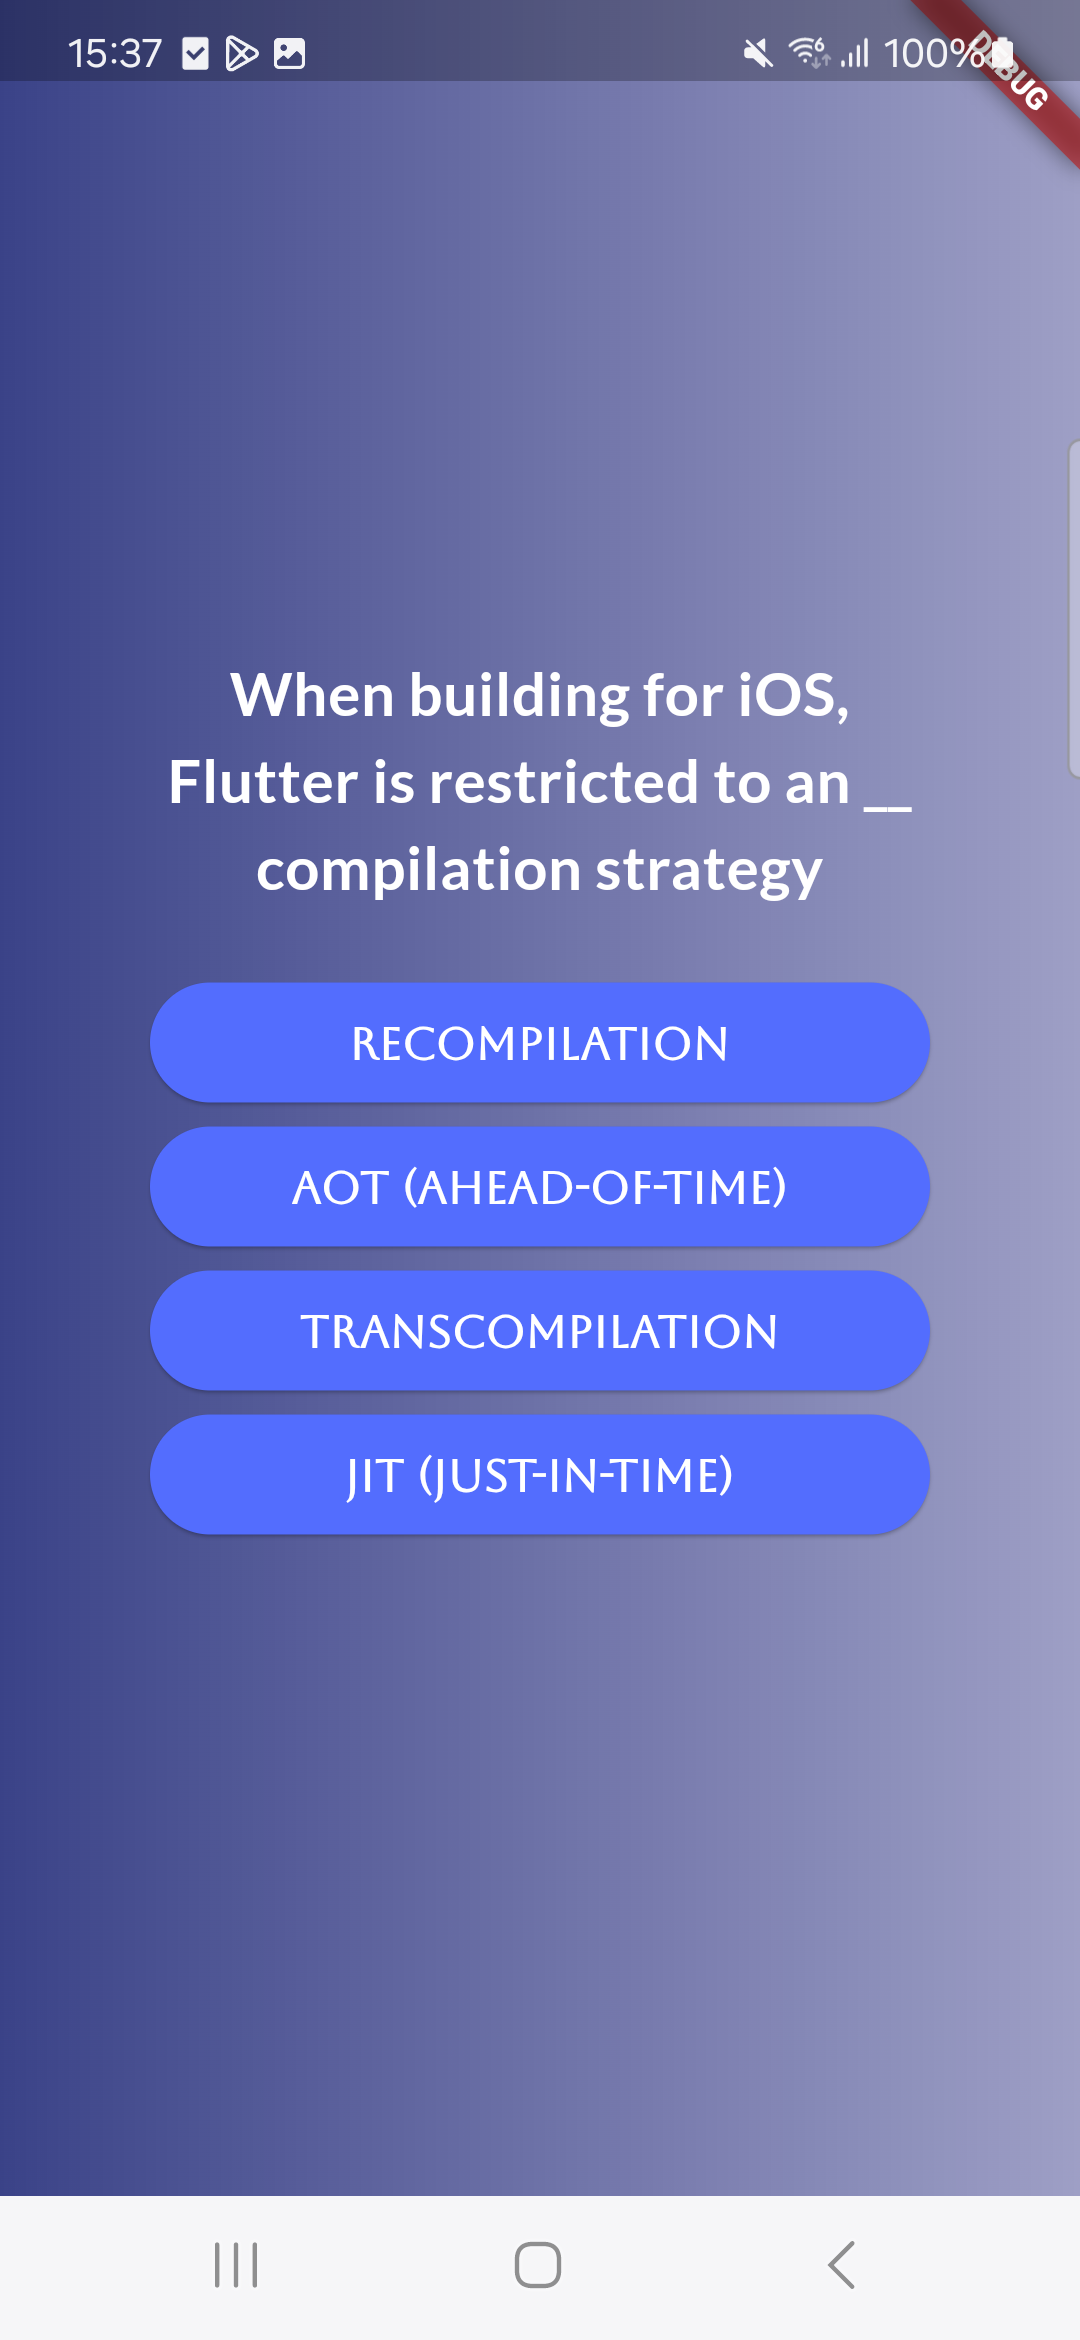 15:37
6
100%
DEBUG
When building for iOS,
Flutter is restricted to an __
compilation strategy
RECOMPILATION
AOT (AHEAD-OF-TIME)
TRANSCOMPILATION
JIT (JUST-IN-TIME)